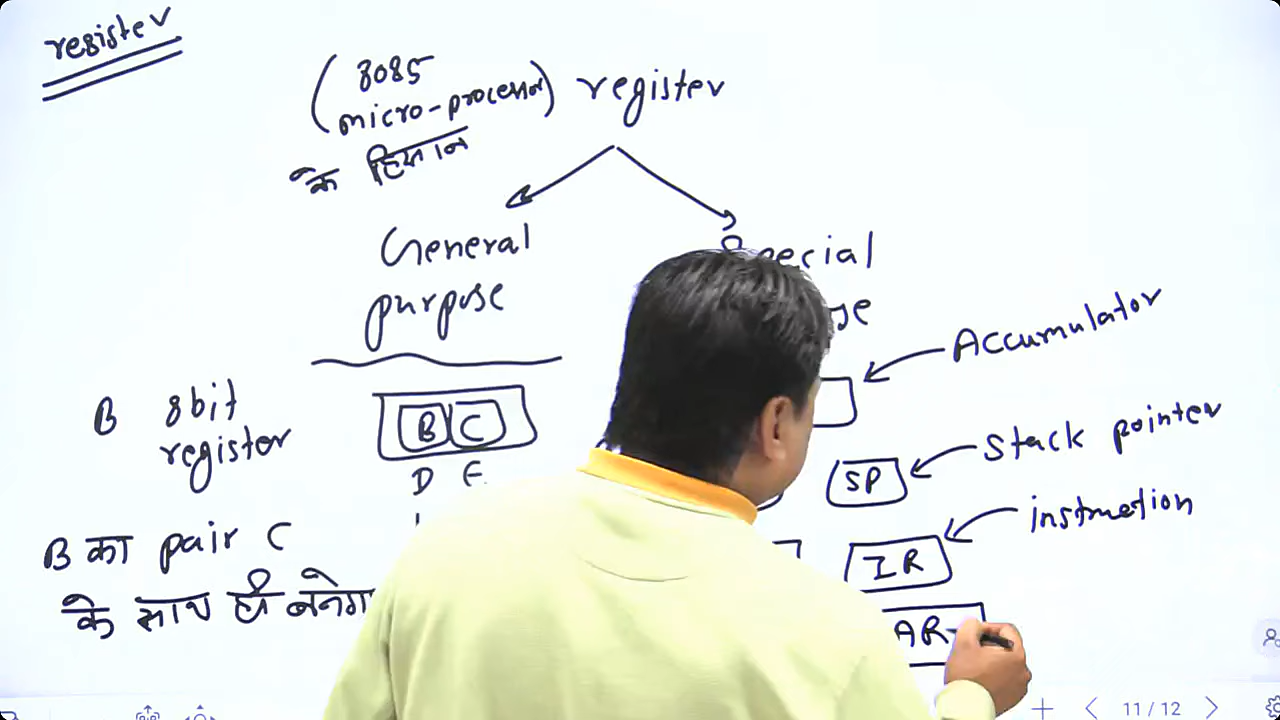 register
(8085
micro-processor) register
के हिसाब
General
purpose
Special
Accumulator
B 8bit
register
B C
D E
SP
Stack pointer
IR
instruction
B का pair C
के साथ ही बनेगा
AR
11 / 12